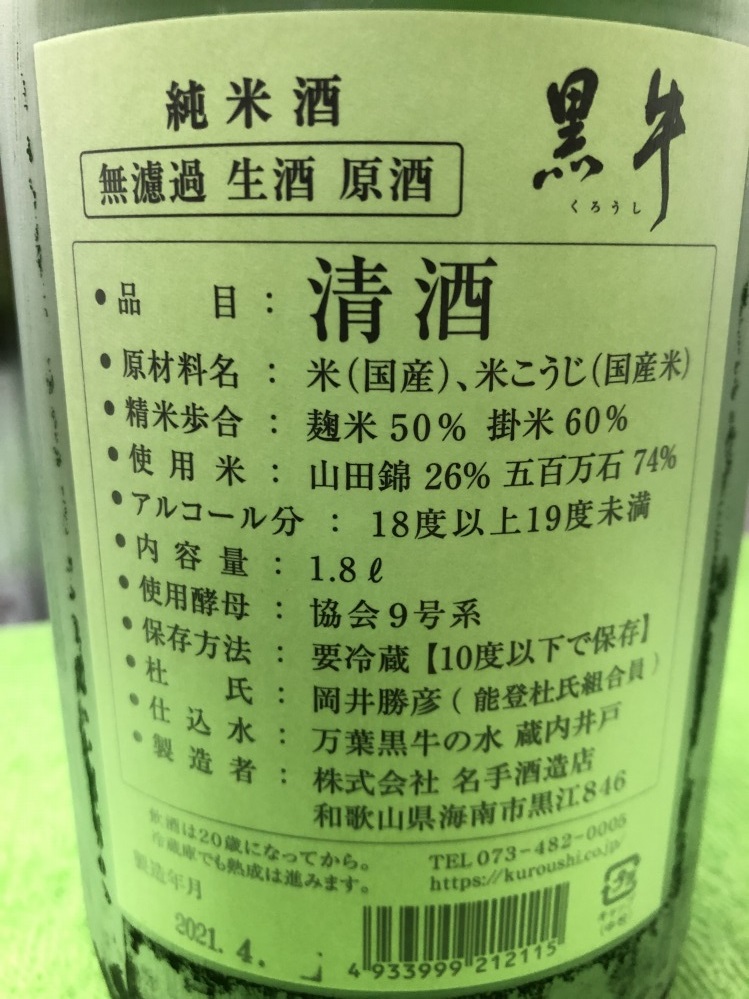 純米酒
無濾過 生酒 原酒
黒牛
くろうし
・品目：清酒
・原材料名：米（国産）、米こうじ（国産米）
・精米歩合：麹米 50% 掛米 60%
・使用米：山田錦 26% 五百万石 74%
・アルコール分：18度以上19度未満
・内容量：1.8ℓ
・使用酵母：協会9号系
・保存方法：要冷蔵【10度以下で保存】
・杜氏：岡井勝彦（能登杜氏組合員）
・仕込水：万葉黒牛の水 蔵内井戸
・製造者：株式会社 名手酒造店
和歌山県海南市黒江846
飲酒は20歳になってから。
冷蔵庫でも熟成は進みます。
TEL 073-482-0005
https://kuroushi.co.jp/
製造年月
2021. 4.
4 933999 212115